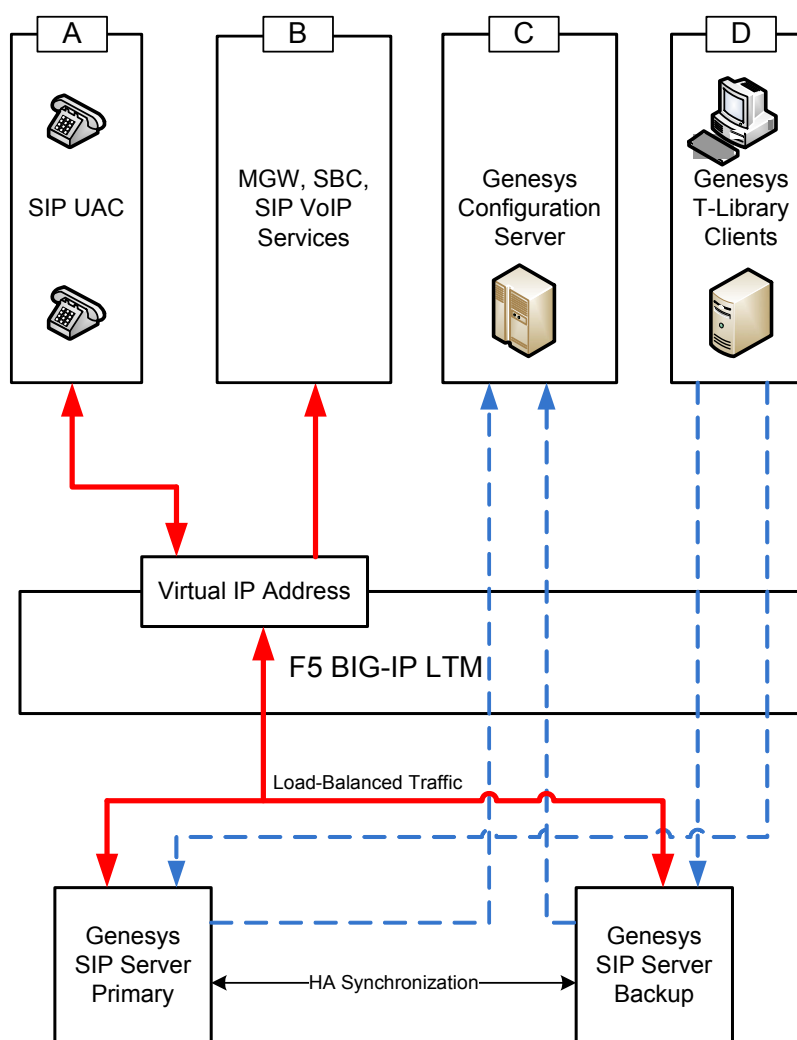 A
B
C
D
SIP UAC
MGW, SBC,
SIP VoIP
Services
Genesys
Configuration
Server
Genesys
T-Library
Clients
Virtual IP Address
F5 BIG-IP LTM
Load-Balanced Traffic
Genesys
SIP Server
Primary
HA Synchronization
Genesys
SIP Server
Backup